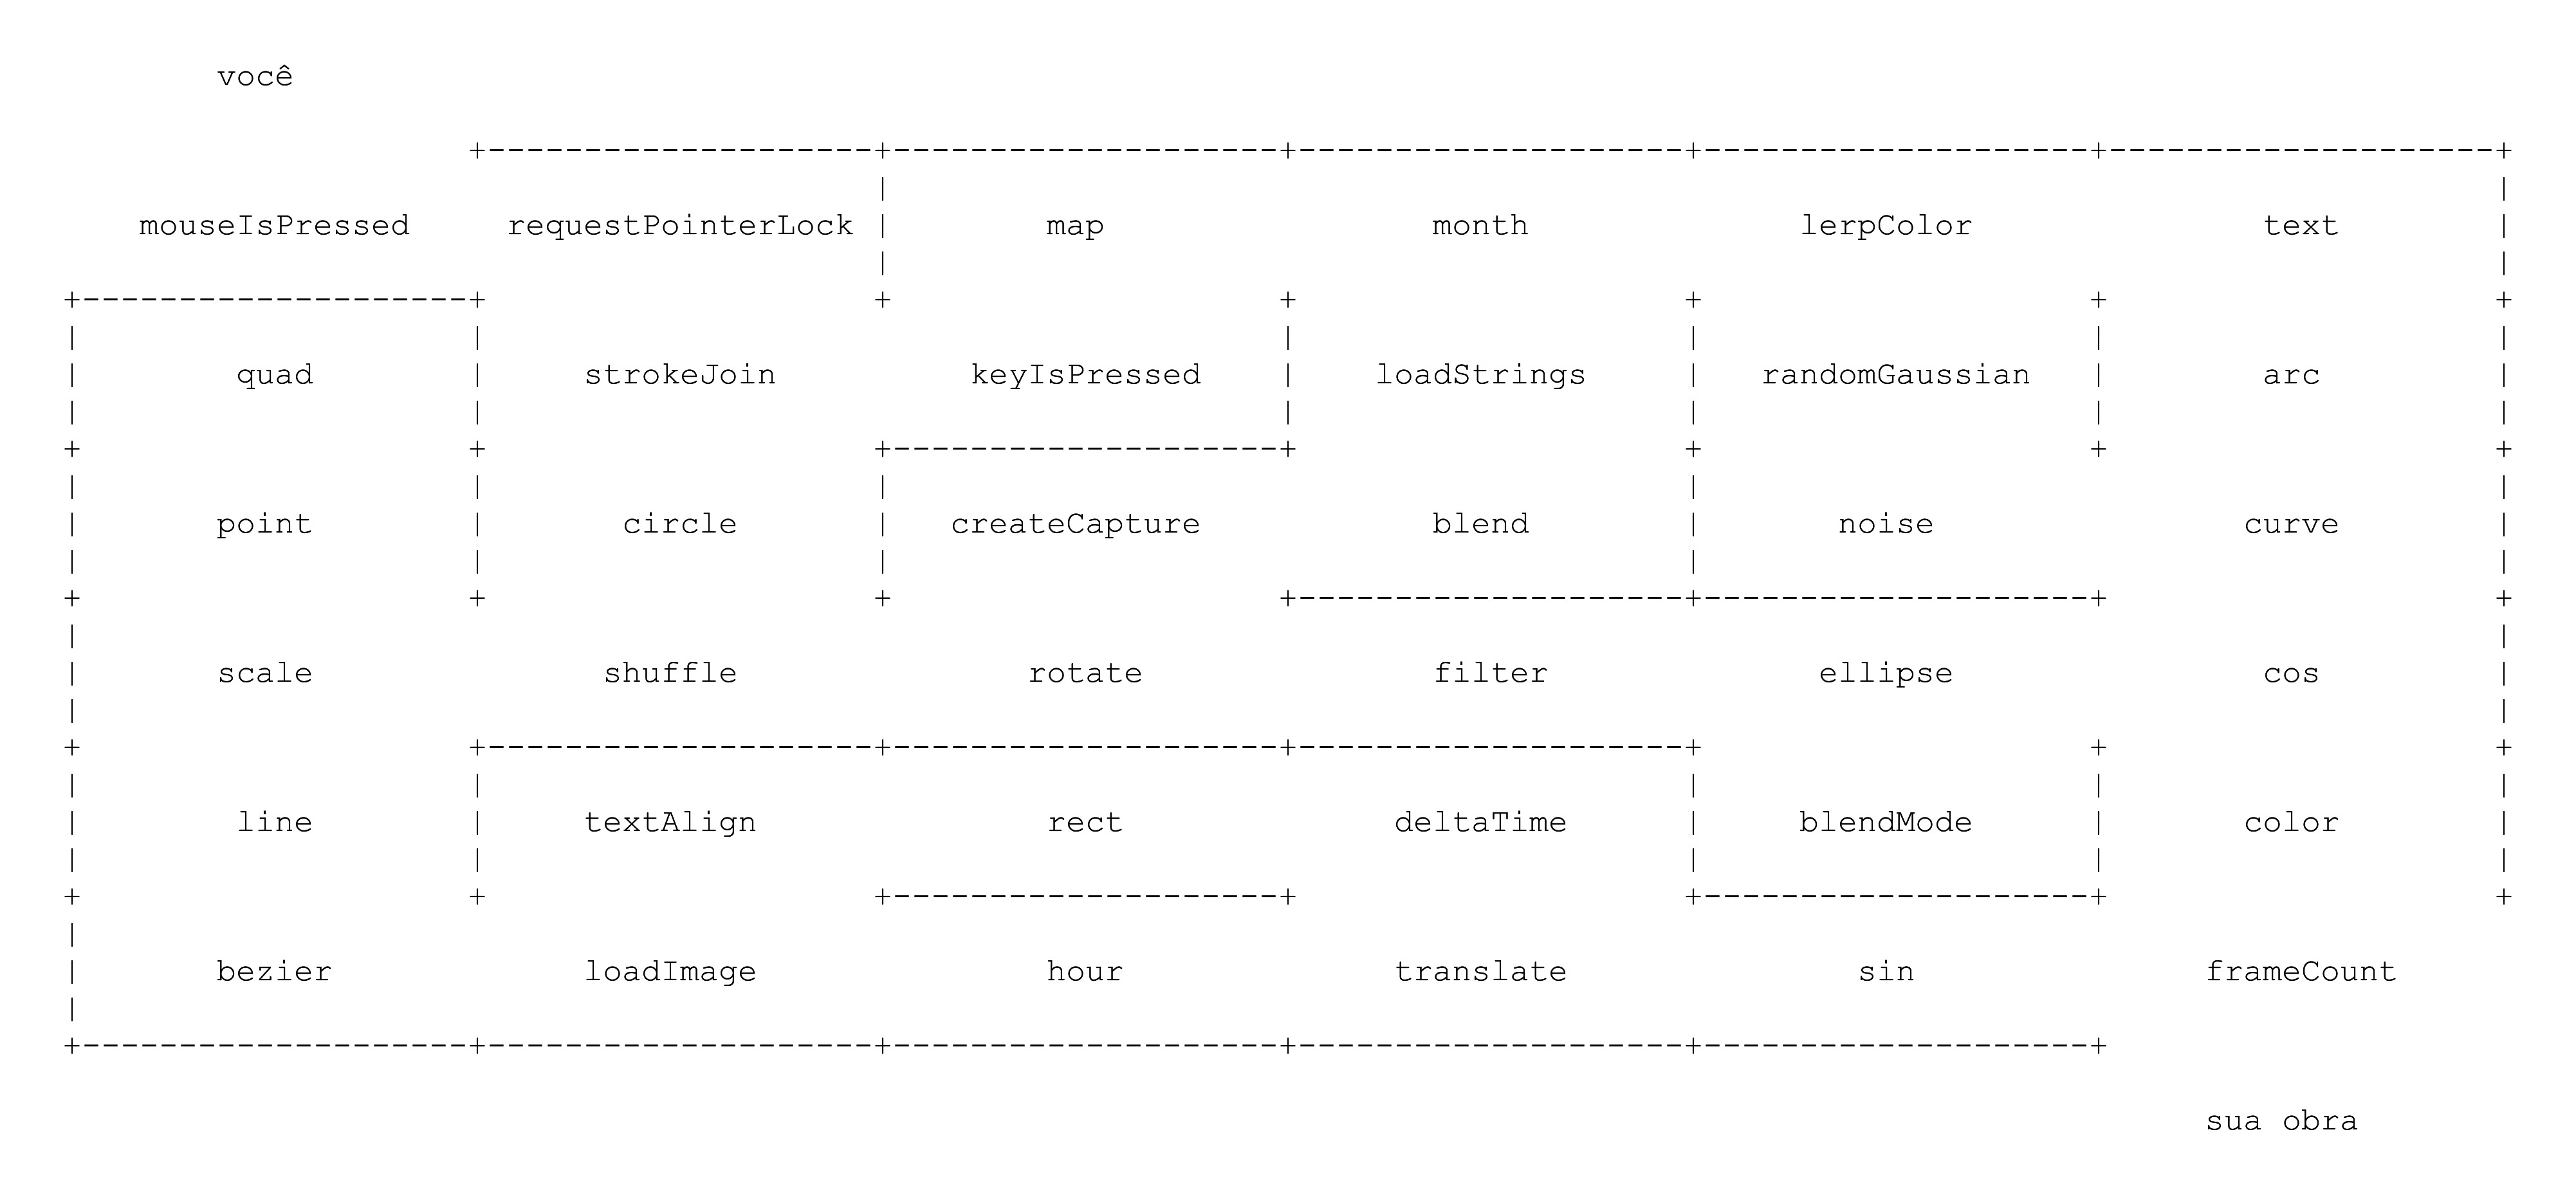 você
mouseIsPressed requestPointerLock map month lerpColor text
quad strokeJoin keyIsPressed loadStrings randomGaussian arc
point circle createCapture blend noise curve
scale shuffle rotate filter ellipse cos
line textAlign rect deltaTime blendMode color
bezier loadImage hour translate sin frameCount
sua obra